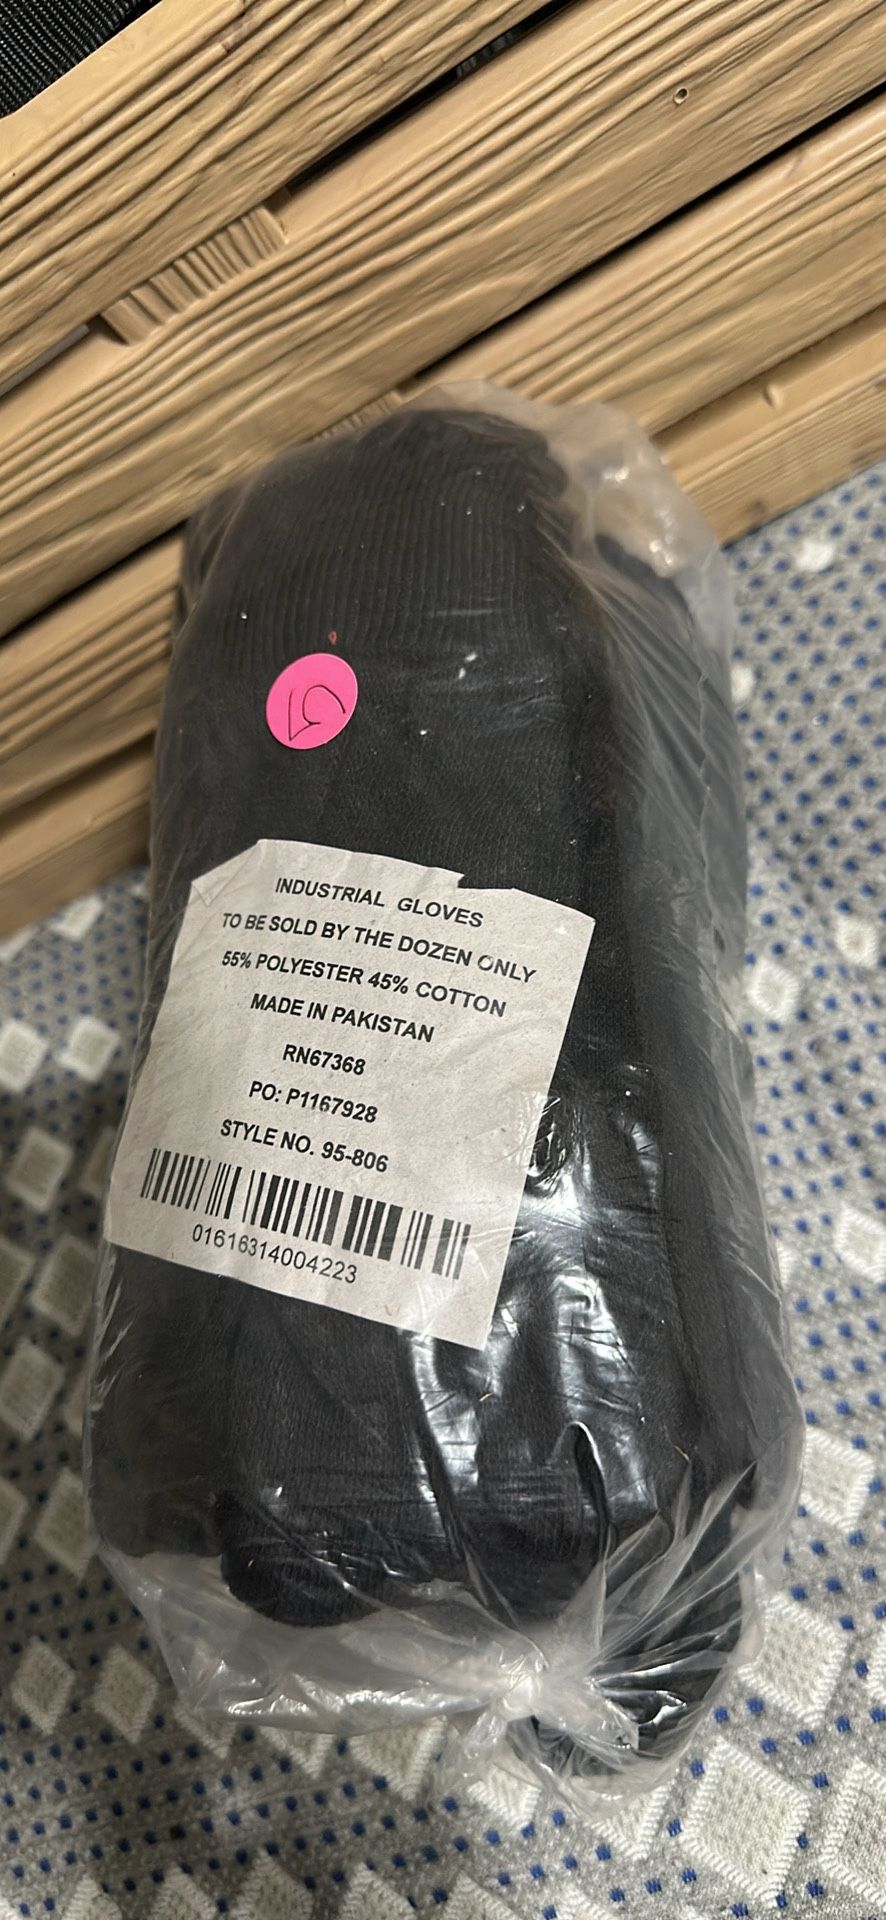 INDUSTRIAL GLOVES
TO BE SOLD BY THE DOZEN ONLY
55% POLYESTER 45% COTTON
MADE IN PAKISTAN
RN67368
PO: P1167928
STYLE NO. 95-806
01616314004223